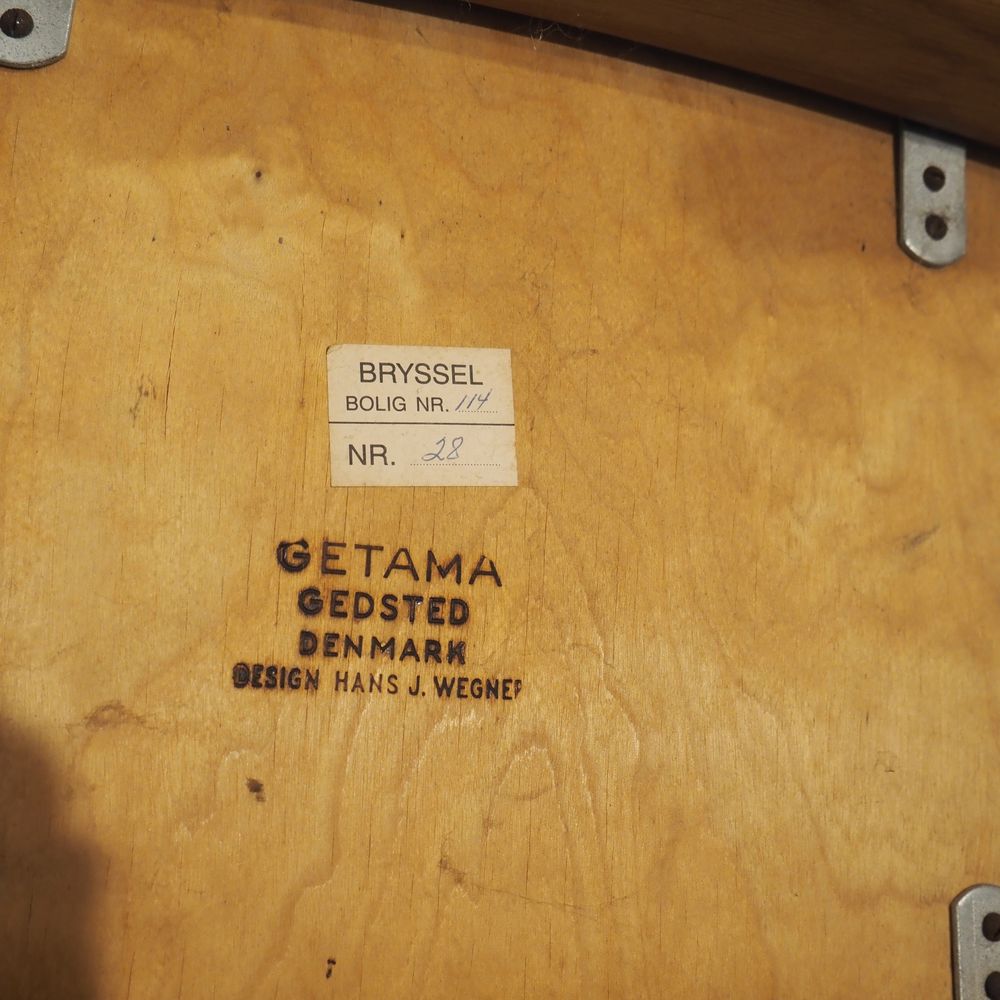 BRYSSEL
BOLIG NR. 114
NR. 28
GETAMA
GEDSTED
DENMARK
DESIGN HANS J. WEGNER